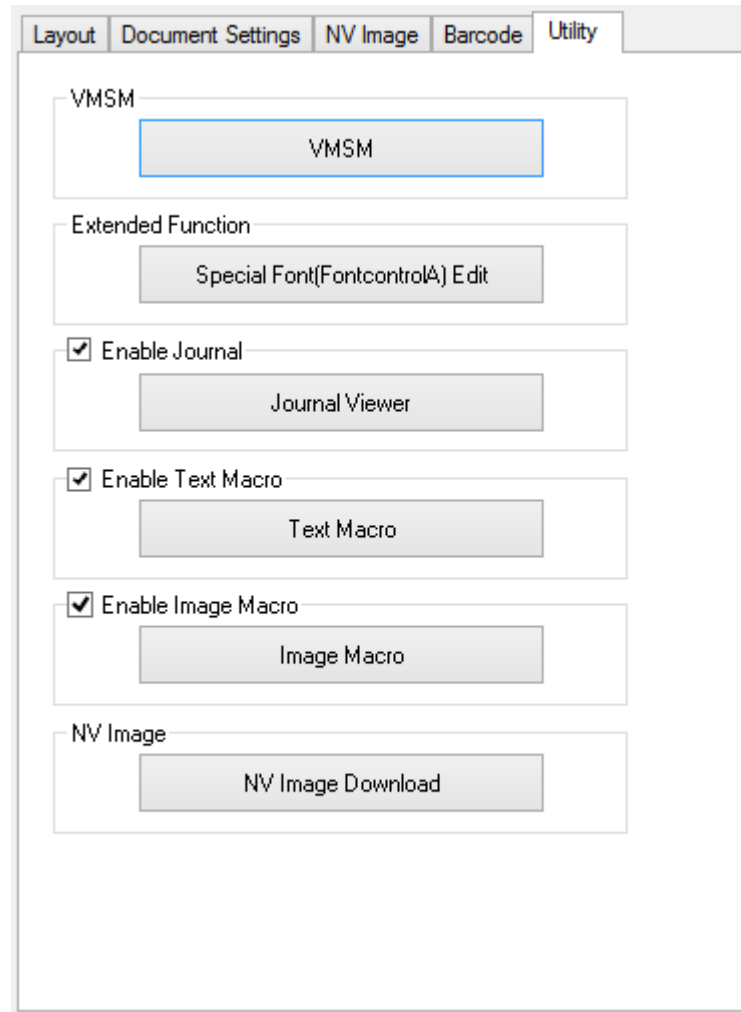 Layout Document Settings NV Image Barcode Utility
VMSM
VMSM
Extended Function
Special Font(FontcontrolA) Edit
Enable Journal
Journal Viewer
Enable Text Macro
Text Macro
Enable Image Macro
Image Macro
NV Image
NV Image Download